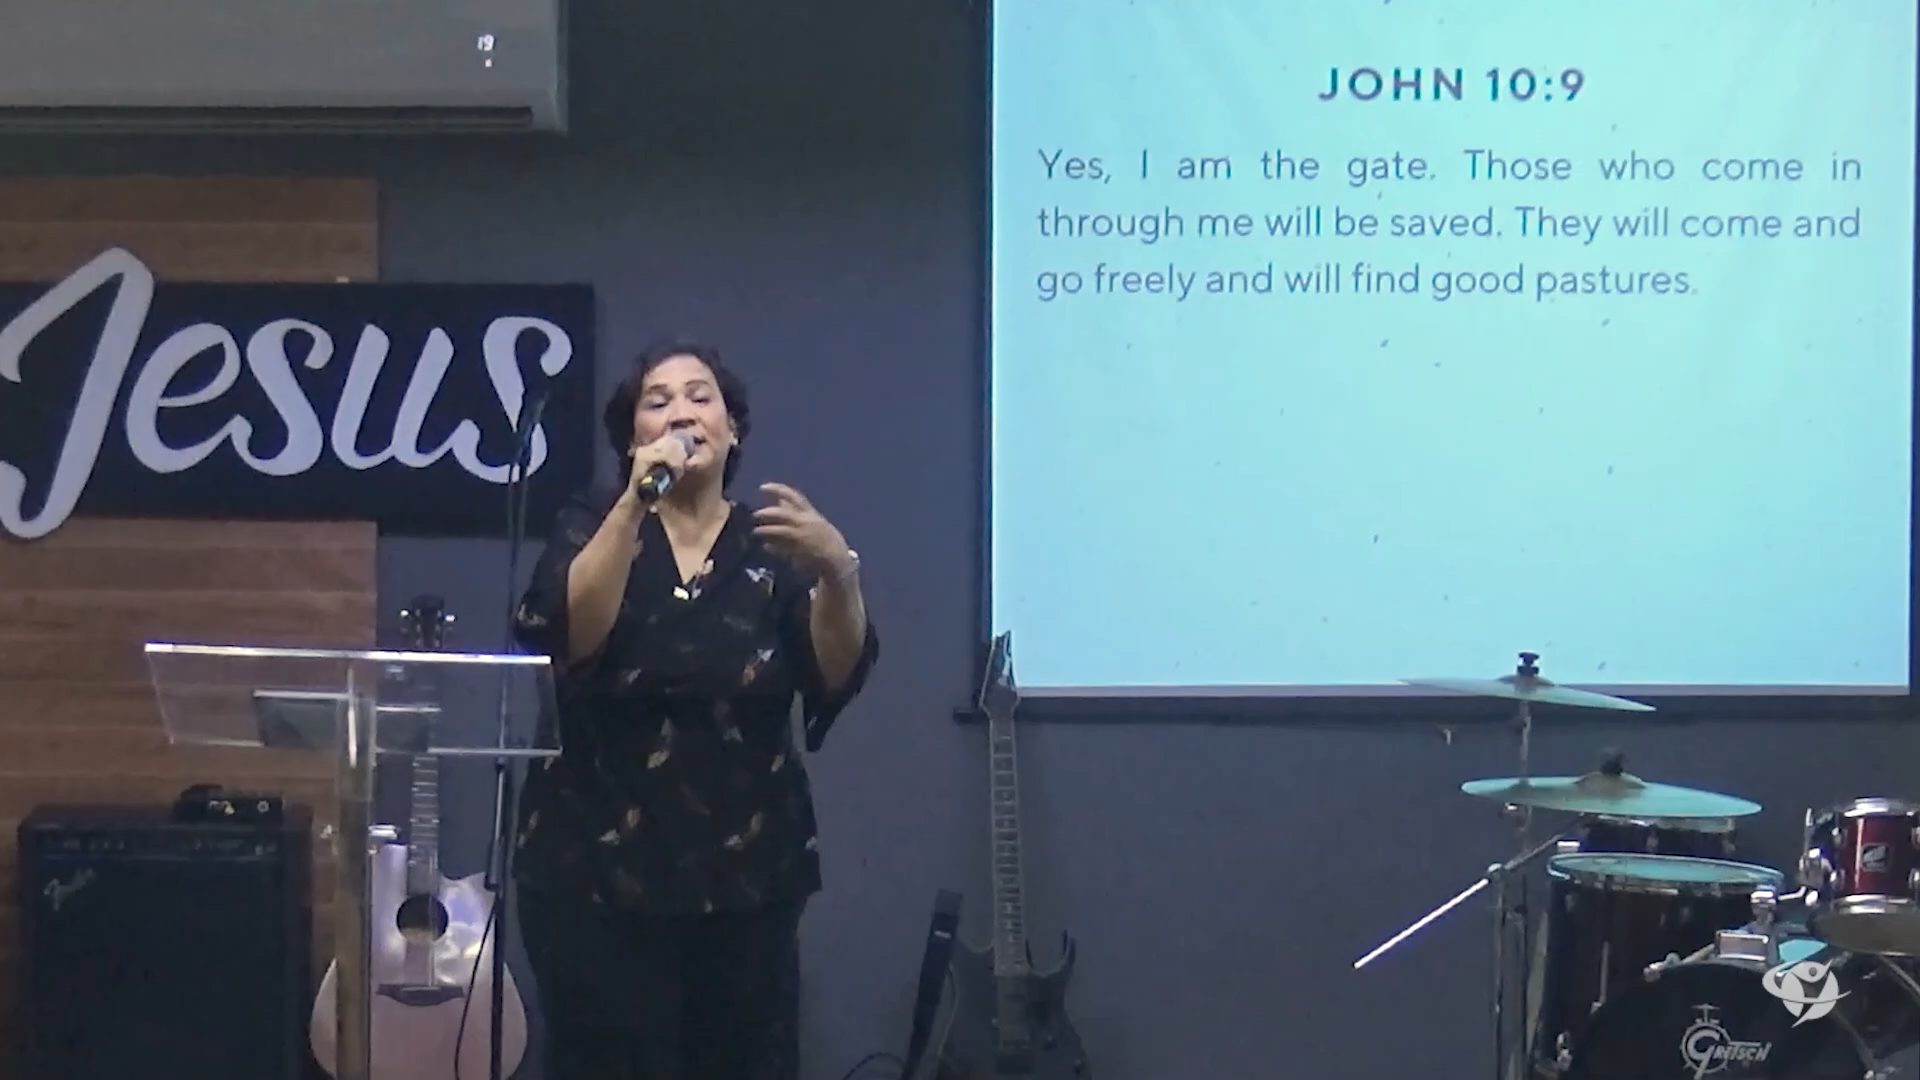 19
JOHN 10:9
Yes, I am the gate. Those who come in
through me will be saved. They will come and
go freely and will find good pastures.
Jesus
Fender
GRETSCH